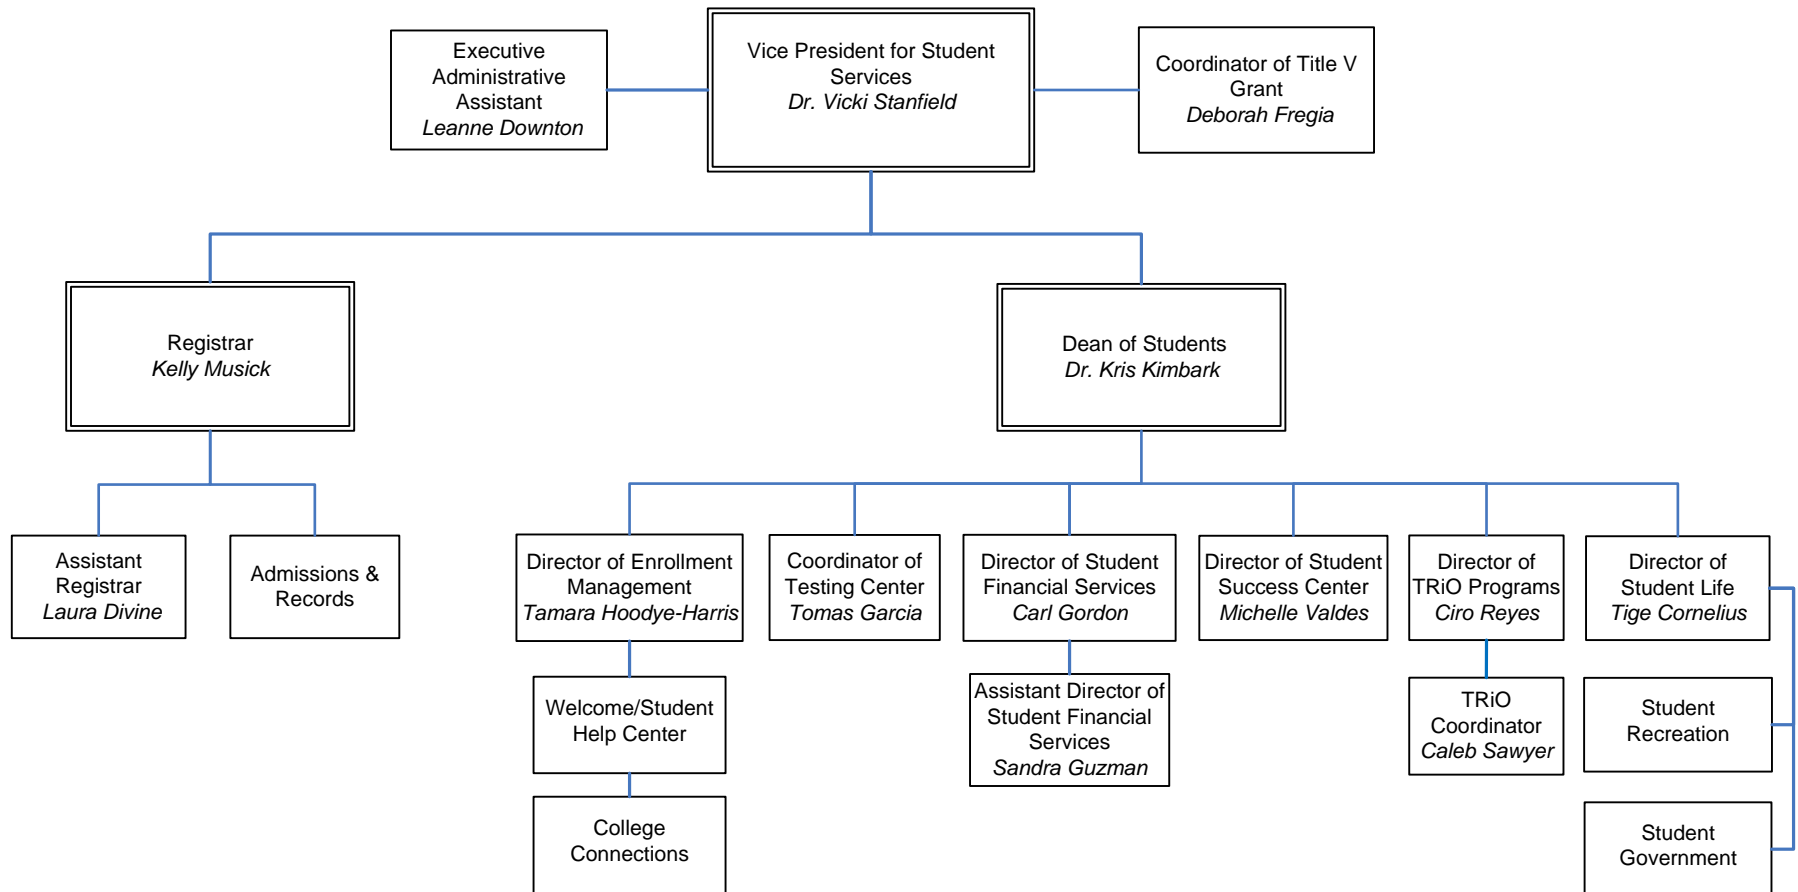 Executive
Administrative
Assistant
Leanne Downton
Vice President for Student
Services
Dr. Vicki Stanfield
Coordinator of Title V
Grant
Deborah Fregia
Registrar
Kelly Musick
Dean of Students
Dr. Kris Kimbark
Assistant
Registrar
Laura Divine
Admissions &
Records
Director of Enrollment
Management
Tamara Hoodye-Harris
Coordinator of
Testing Center
Tomas Garcia
Director of Student
Financial Services
Carl Gordon
Director of Student
Success Center
Michelle Valdes
Director of
TRiO Programs
Ciro Reyes
Director of
Student Life
Tige Cornelius
Welcome/Student
Help Center
Assistant Director of
Student Financial
Services
Sandra Guzman
TRiO
Coordinator
Caleb Sawyer
Student
Recreation
College
Connections
Student
Government